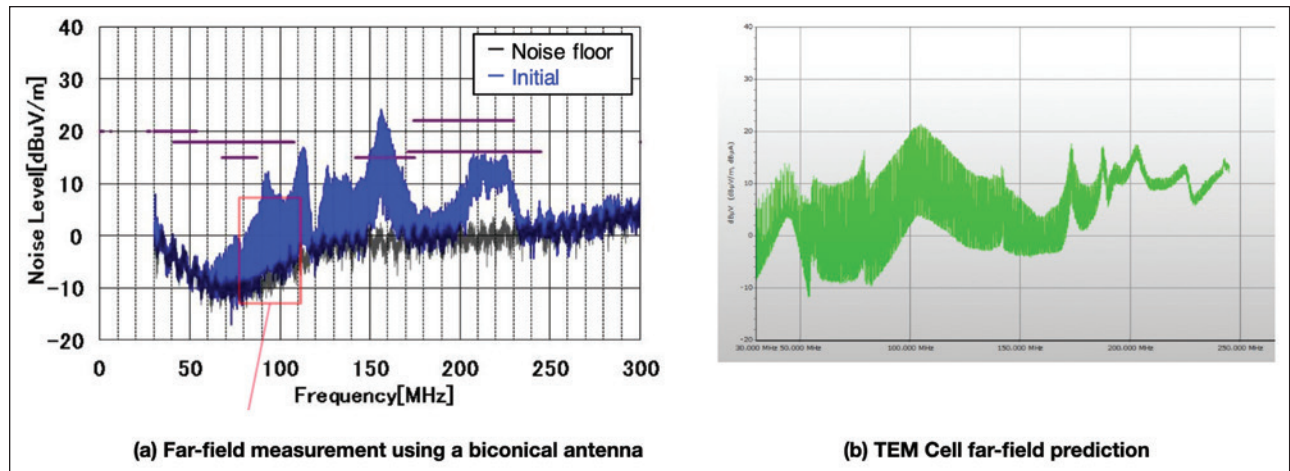 40
30
20
10
0
-10
-20
Noise Level[dBuV/m]
Noise floor
Initial
0 50 100 150 200 250 300
Frequency[MHz]
(a) Far-field measurement using a biconical antenna
40
30
20
10
0
-10
-20
30.000 MHz 50.000 MHz 100.000 MHz 150.000 MHz 200.000 MHz 250.000 MHz
(b) TEM Cell far-field prediction